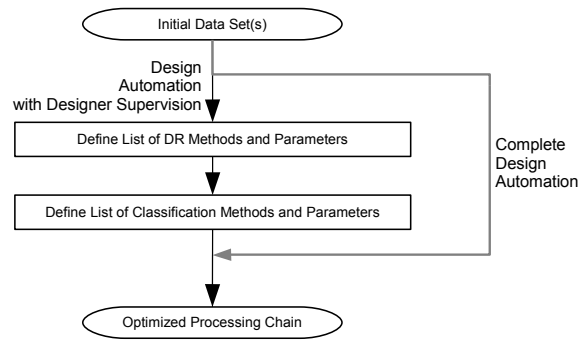 Initial Data Set(s)
Design
Automation
with Designer Supervision
Define List of DR Methods and Parameters
Complete
Design
Automation
Define List of Classification Methods and Parameters
Optimized Processing Chain